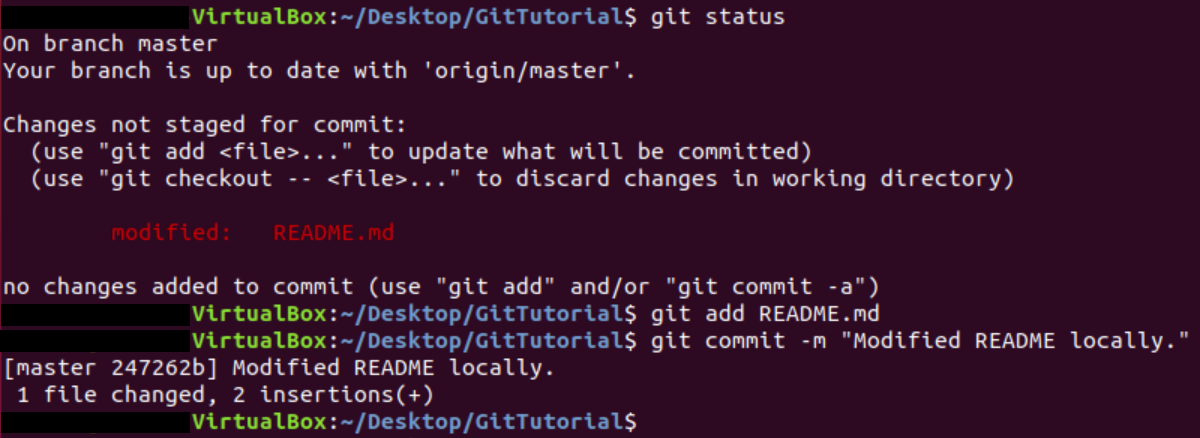 VirtualBox:~/Desktop/GitTutorial$ git status
On branch master
Your branch is up to date with 'origin/master'.
Changes not staged for commit:
  (use "git add <file>..." to update what will be committed)
  (use "git checkout -- <file>..." to discard changes in working directory)
        modified:   README.md
no changes added to commit (use "git add" and/or "git commit -a")
VirtualBox:~/Desktop/GitTutorial$ git add README.md
VirtualBox:~/Desktop/GitTutorial$ git commit -m "Modified README locally."
[master 247262b] Modified README locally.
 1 file changed, 2 insertions(+)
VirtualBox:~/Desktop/GitTutorial$